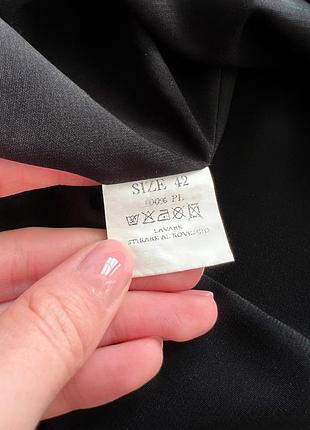 SIZE 42
100% PL
LAVARE
STIRARE AL ROVESCIO